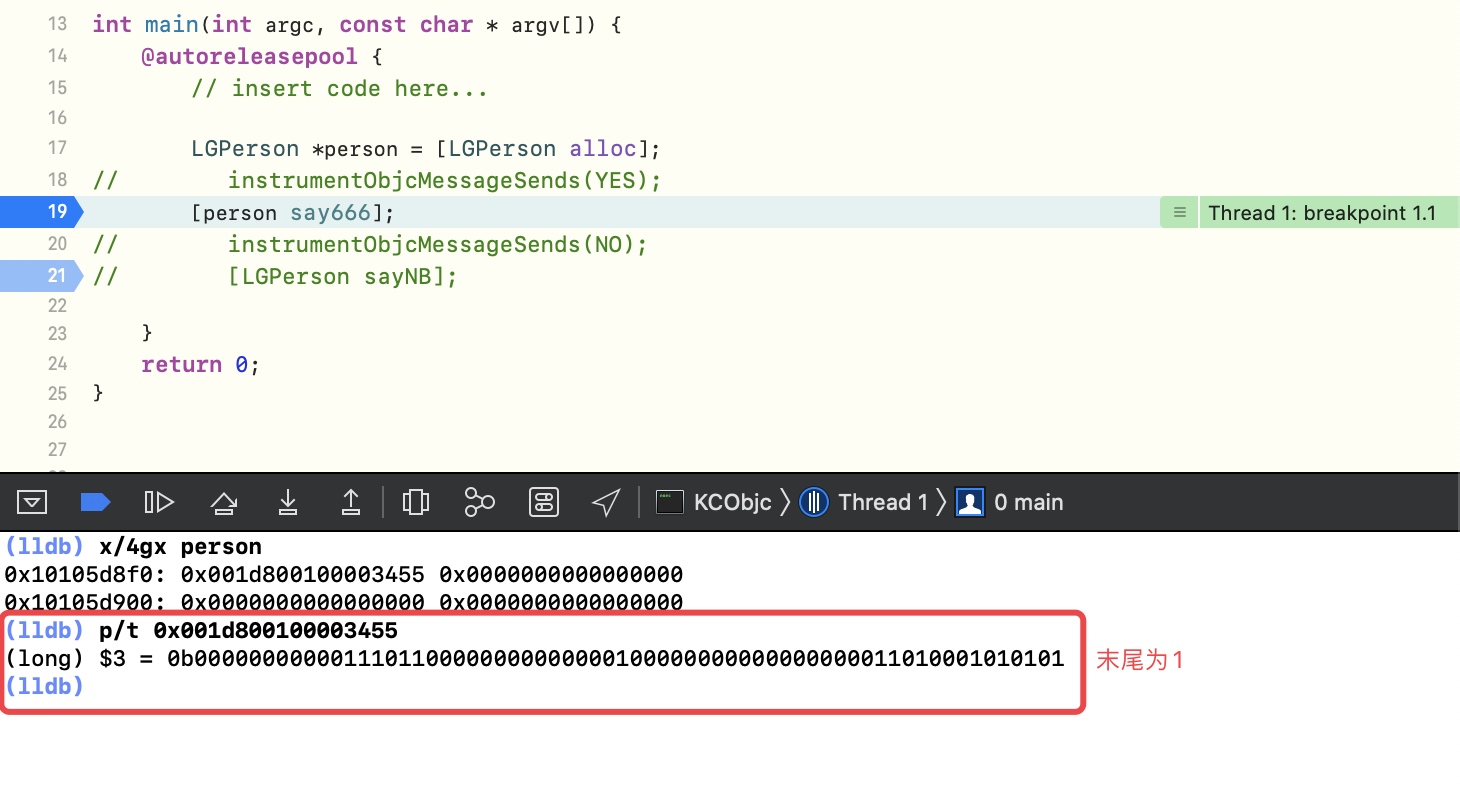 13 int main(int argc, const char * argv[]) {
14 @autoreleasepool {
15 // insert code here...
16
17 LGPerson *person = [LGPerson alloc];
18 // instrumentObjcMessageSends(YES);
19 [person say666]; Thread 1: breakpoint 1.1
20 // instrumentObjcMessageSends(NO);
21 // [LGPerson sayNB];
22
23 }
24 return 0;
25 }
26
27
KCObjc Thread 1 0 main
(lldb) x/4gx person
0x10105d8f0: 0x001d800100003455 0x0000000000000000
0x10105d900: 0x0000000000000000 0x0000000000000000
(lldb) p/t 0x001d800100003455
(long) $3 = 0b0000000000011101100000000000000100000000000000000011010001010101 末尾为1
(lldb)